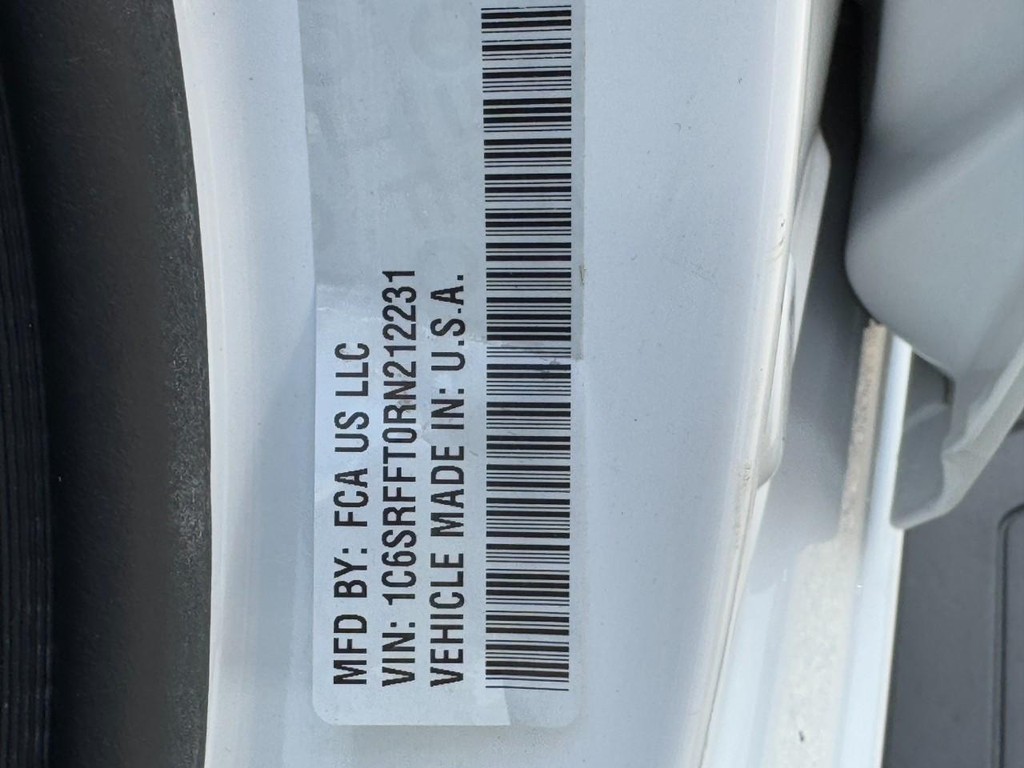 MFD BY: FCA US LLC
VIN: 1C6SRFFT0RN212231
VEHICLE MADE IN: U.S.A.